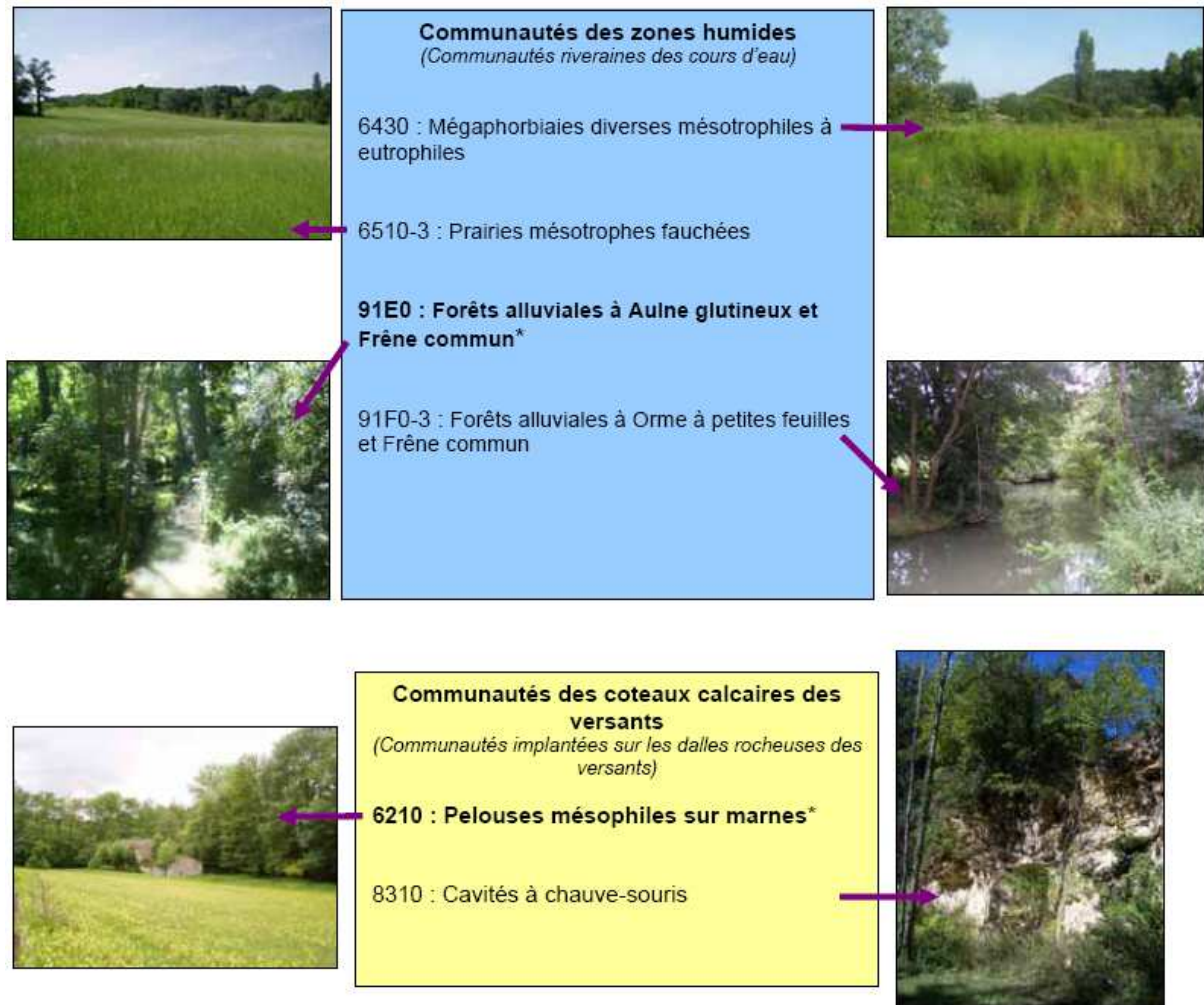 Communautés des zones humides
(Communautés riveraines des cours d'eau)
6430 : Mégaphorbiaies diverses mésotrophiles à
eutrophiles
6510-3 : Prairies mésotrophes fauchées
91E0 : Forêts alluviales à Aulne glutineux et
Frêne commun*
91F0-3 : Forêts alluviales à Orme à petites feuilles
et Frêne commun
Communautés des coteaux calcaires des
versants
(Communautés implantées sur les dalles rocheuses des
versants)
6210 : Pelouses mésophiles sur marnes*
8310 : Cavités à chauve-souris